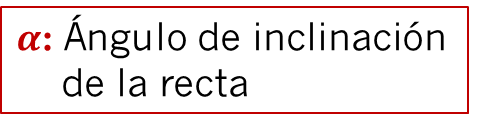 α: Ángulo de inclinación
de la recta